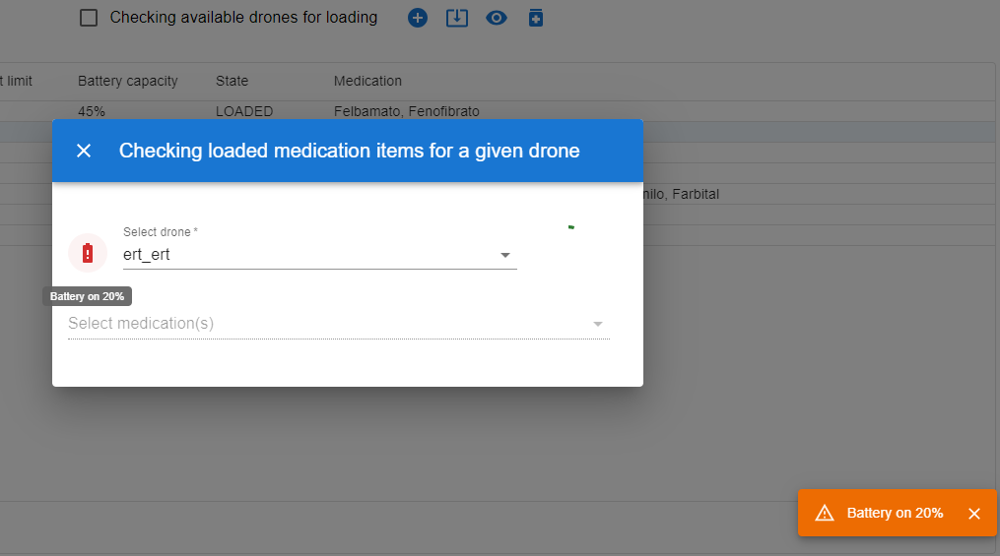 Checking available drones for loading
t limit Battery capacity State Medication
45% LOADED Felbamato, Fenofibrato
Checking loaded medication items for a given drone
nilo, Farbital
Select drone *
ert_ert
Battery on 20%
Select medication(s)
Battery on 20%